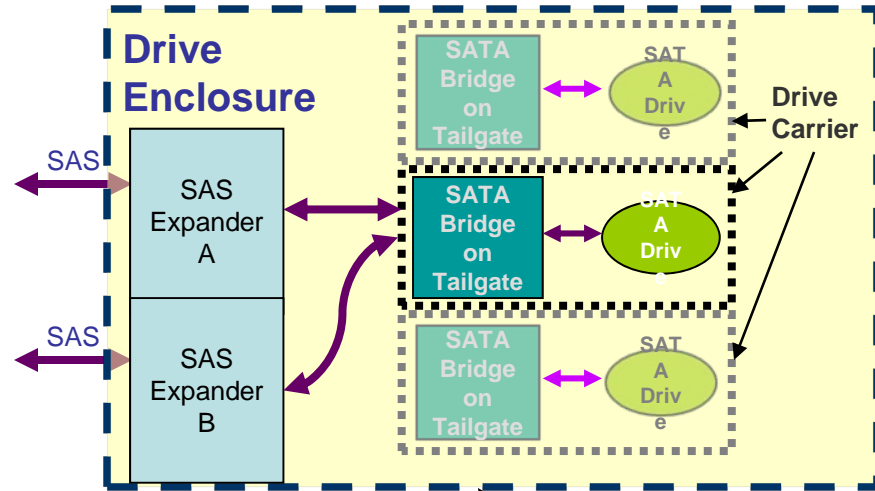 Drive
Enclosure
SAS
SAS
Expander
A
SAS
SAS
Expander
B
SATA
Bridge
on
Tailgate
SAT
A
Driv
e
SATA
Bridge
on
Tailgate
SAT
A
Driv
e
SATA
Bridge
on
Tailgate
SAT
A
Driv
e
Drive
Carrier